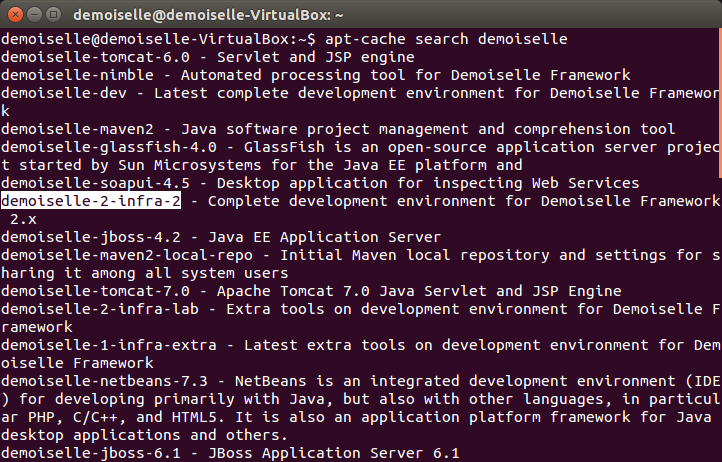 demoiselle@demoiselle-VirtualBox: ~
demoiselle@demoiselle-VirtualBox:~$ apt-cache search demoiselle
demoiselle-tomcat-6.0 - Servlet and JSP engine
demoiselle-nimble - Automated processing tool for Demoiselle Framework
demoiselle-dev - Latest complete development environment for Demoiselle Framewor
k
demoiselle-maven2 - Java software project management and comprehension tool
demoiselle-glassfish-4.0 - GlassFish is an open-source application server projec
t started by Sun Microsystems for the Java EE platform and
demoiselle-soapui-4.5 - Desktop application for inspecting Web Services
demoiselle-2-infra-2 - Complete development environment for Demoiselle Framework
 2.x
demoiselle-jboss-4.2 - Java EE Application Server
demoiselle-maven2-local-repo - Initial Maven local repository and settings for s
haring it among all system users
demoiselle-tomcat-7.0 - Apache Tomcat 7.0 Java Servlet and JSP Engine
demoiselle-2-infra-lab - Extra tools on development environment for Demoiselle F
ramework
demoiselle-1-infra-extra - Latest extra tools on development environment for Dem
oiselle Framework
demoiselle-netbeans-7.3 - NetBeans is an integrated development environment (IDE
) for developing primarily with Java, but also with other languages, in particul
ar PHP, C/C++, and HTML5. It is also an application platform framework for Java
desktop applications and others.
demoiselle-jboss-6.1 - JBoss Application Server 6.1